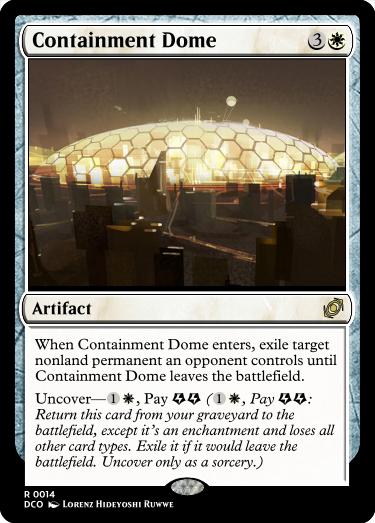 Containment Dome 3
Artifact
When Containment Dome enters, exile target
nonland permanent an opponent controls until
Containment Dome leaves the battlefield.
Uncover—1, Pay (1, Pay :
Return this card from your graveyard to the
battlefield, except it's an enchantment and loses all
other card types. Exile it if it would leave the
battlefield. Uncover only as a sorcery.)
R 0014
DCO Lorenz Hideyoshi Ruwwe